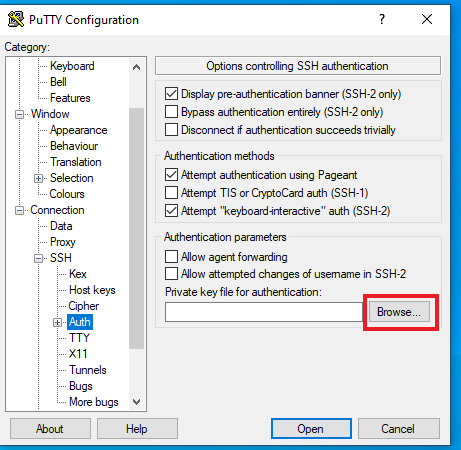 PuTTY Configuration
?
Category:
Keyboard
Bell
Features
Window
Appearance
Behaviour
Translation
Selection
Colours
Connection
Data
Proxy
SSH
Kex
Host keys
Cipher
Auth
TTY
X11
Tunnels
Bugs
More bugs
Options controlling SSH authentication
Display pre-authentication banner (SSH-2 only)
Bypass authentication entirely (SSH-2 only)
Disconnect if authentication succeeds trivially
Authentication methods
Attempt authentication using Pageant
Attempt TIS or CryptoCard auth (SSH-1)
Attempt "keyboard-interactive" auth (SSH-2)
Authentication parameters
Allow agent forwarding
Allow attempted changes of username in SSH-2
Private key file for authentication:
Browse...
About Help Open Cancel